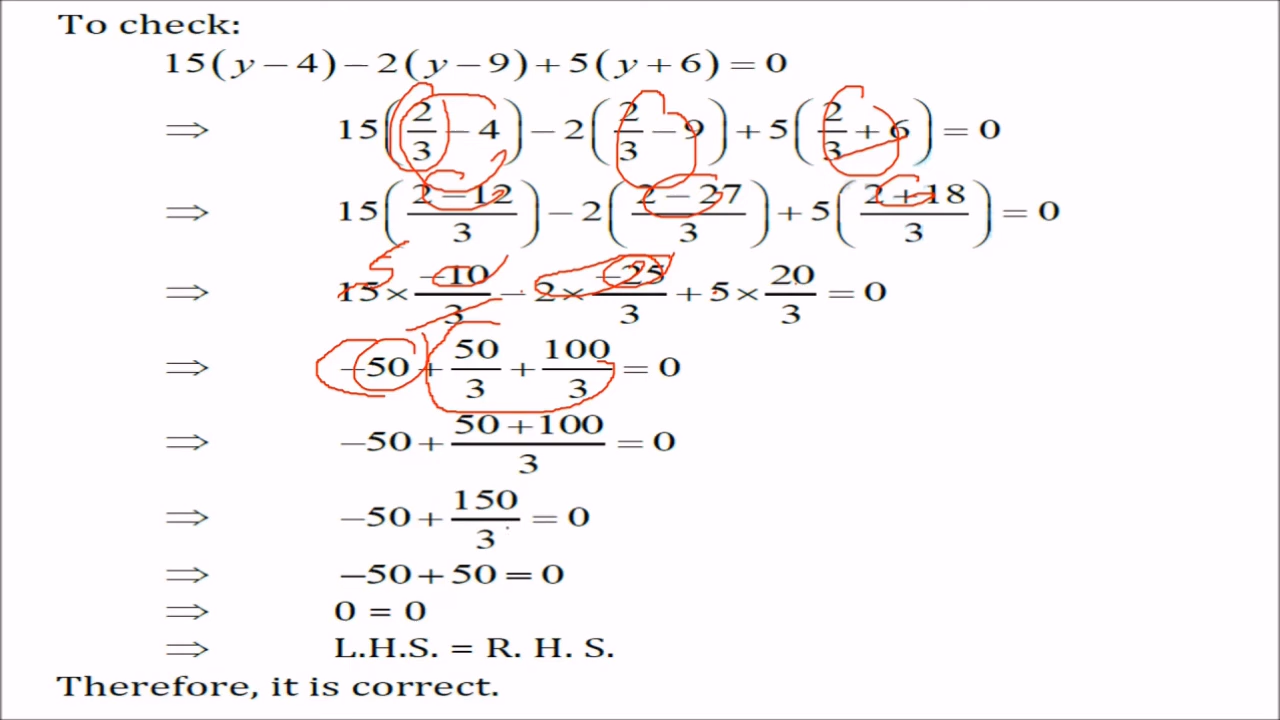 To check:
15(y − 4) − 2(y − 9) + 5(y + 6) = 0
⇒ 15(2/3 − 4) − 2(2/3 − 9) + 5(2/3 + 6) = 0
⇒ 15((2 − 12)/3) − 2((2 − 27)/3) + 5((2 + 18)/3) = 0
5
⇒ 15 × −10/3 − 2 × −25/3 + 5 × 20/3 = 0
⇒ −50 + 50/3 + 100/3 = 0
⇒ −50 + (50 + 100)/3 = 0
⇒ −50 + 150/3 = 0
⇒ −50 + 50 = 0
⇒ 0 = 0
⇒ L.H.S. = R. H. S.
Therefore, it is correct.